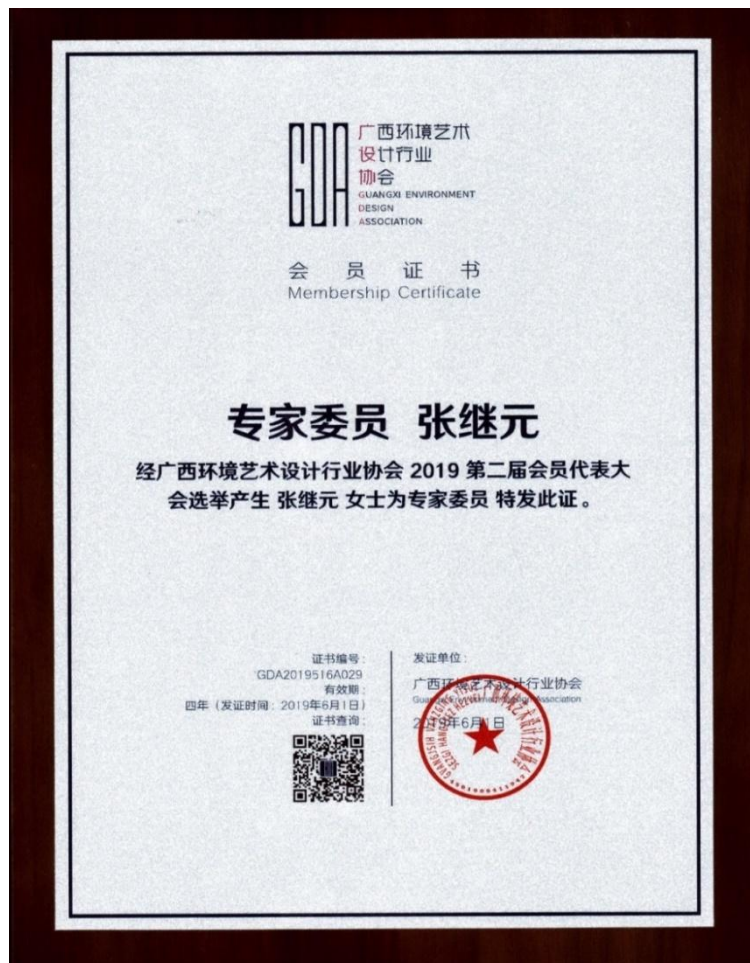 GDA
广西环境艺术
设计行业
协会
GUANGXI ENVIRONMENT
DESIGN
ASSOCIATION
会员证书
Membership Certificate
专家委员 张继元
经广西环境艺术设计行业协会 2019 第二届会员代表大
会选举产生 张继元 女士为专家委员 特发此证。
证书编号:
GDA2019516A029
有效期:
四年(发证时间:2019年6月1日)
证书查询:
发证单位:
广西环境艺术设计行业协会
2019年6月1日